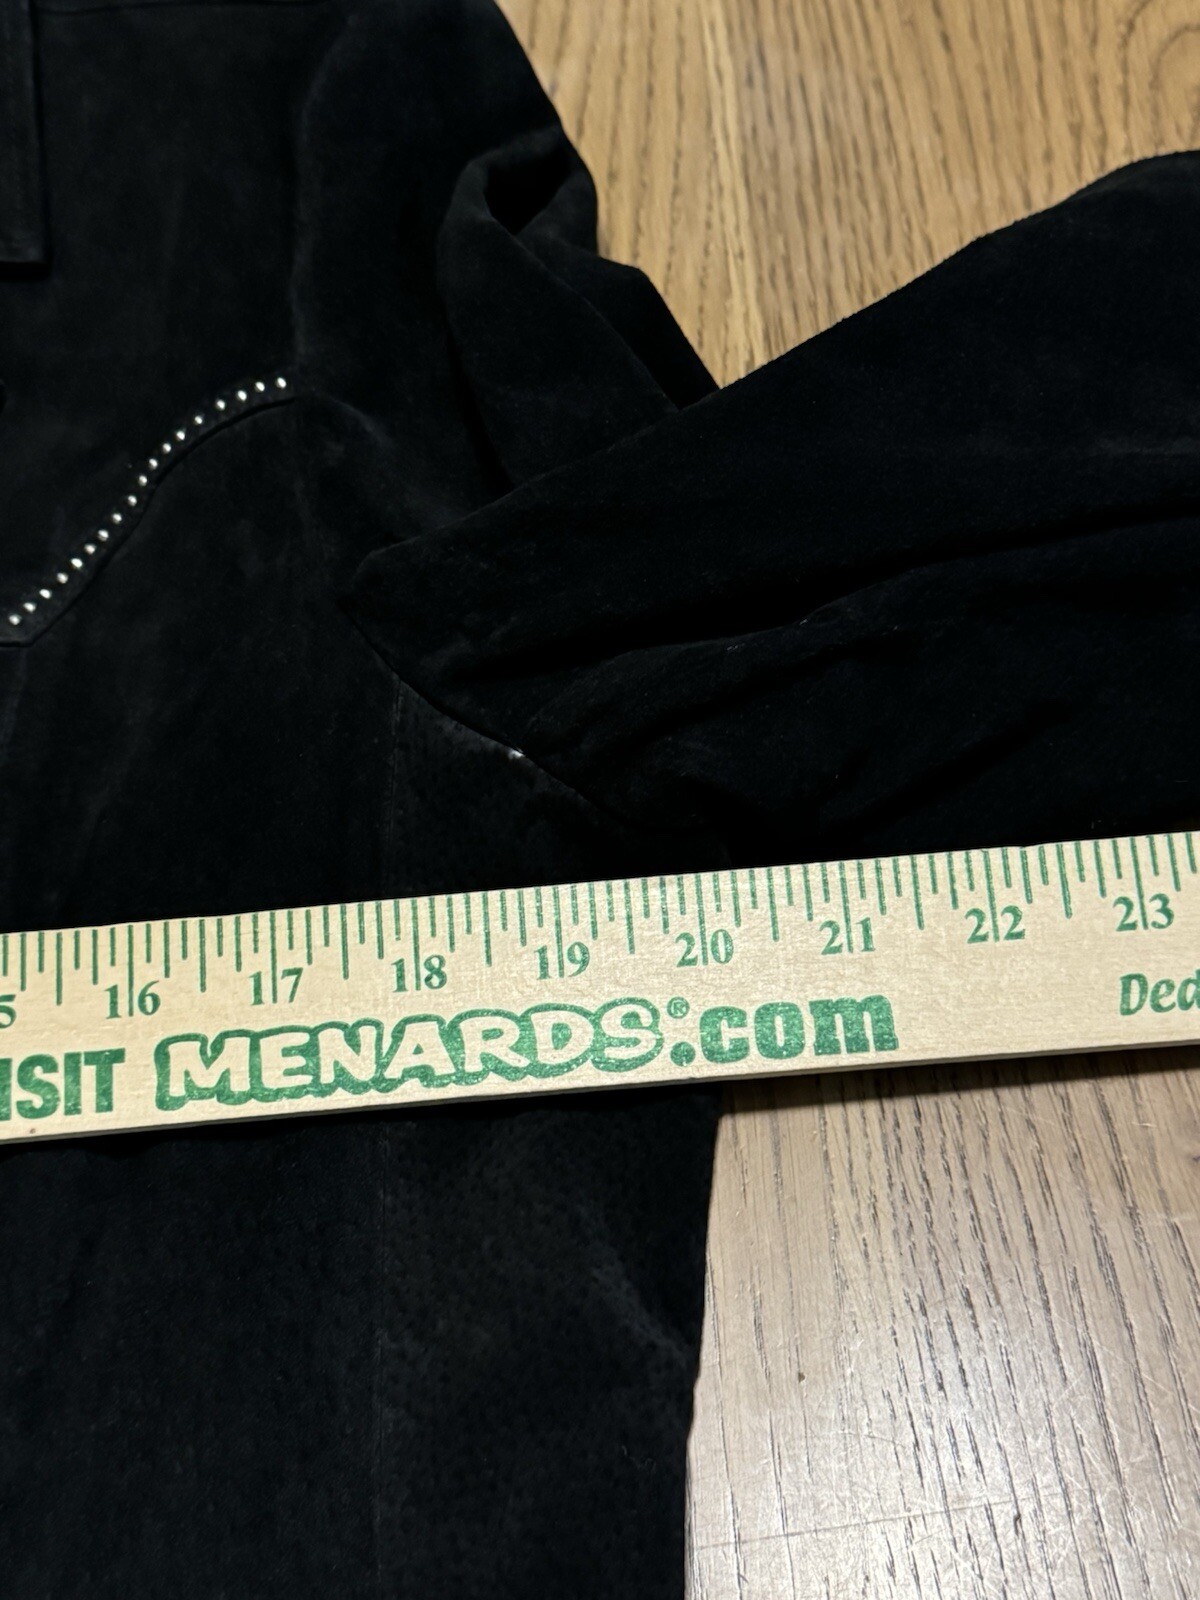 5 16 17 18 19 20 21 22 23
ISIT MENARDS®.com Ded